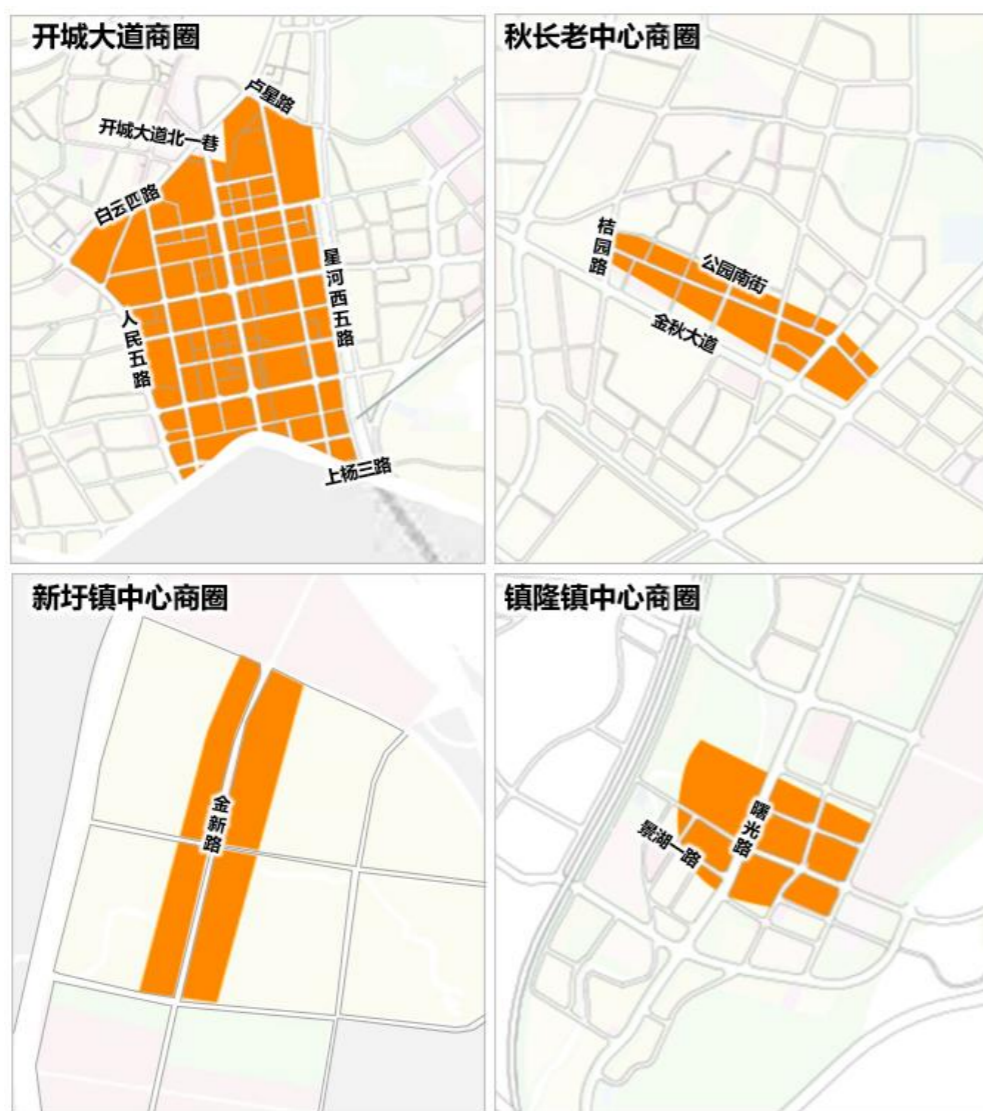 开城大道商圈
卢星路
开城大道北一巷
白云匹路
星河西五路
人民五路
上杨三路
秋长老中心商圈
桔园路
公园南街
金秋大道
新圩镇中心商圈
金新路
镇隆镇中心商圈
曙光路
景湖一路